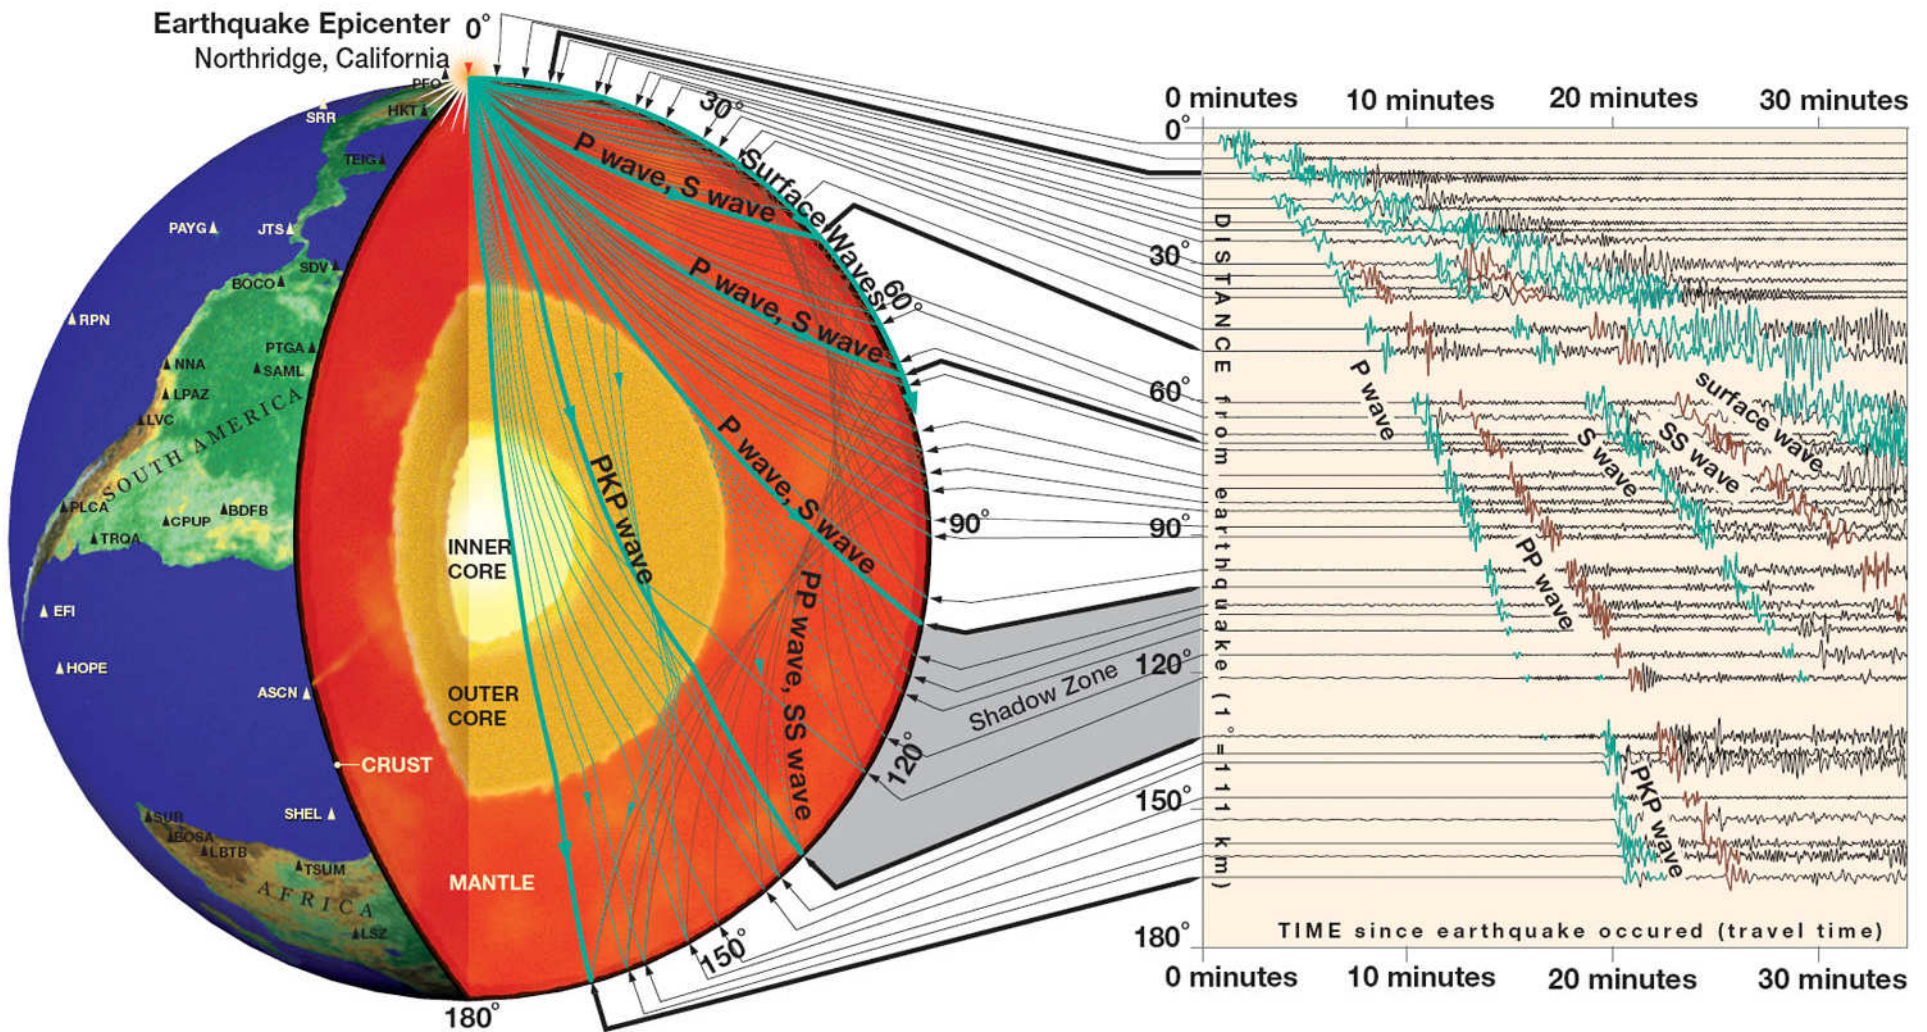 Earthquake Epicenter
Northridge, California
0°
PFO
HKT
SRR
TEIG
PAYG
JTS
SDV
BOCO
RPN
PTGA
NNA
SAML
LPAZ
LVC
SOUTH AMERICA
PLCA
CPUP
BDFB
TRQA
EFI
HOPE
ASCN
CRUST
SHEL
SUR
BOSA
LBTB
TSUM
AFRICA
LSZ
MANTLE
INNER
CORE
OUTER
CORE
30°
P wave, S wave
Surface Waves
60°
P wave, S wave
P wave, S wave
PKP wave
PP wave, SS wave
90°
120°
150°
180°
Shadow Zone
0 minutes
10 minutes
20 minutes
30 minutes
0°
30°
60°
90°
120°
150°
180°
DISTANCE from earthquake (1°=111 km)
P wave
S wave
SS wave
surface wave
PP wave
PKP wave
TIME since earthquake occured (travel time)
0 minutes
10 minutes
20 minutes
30 minutes